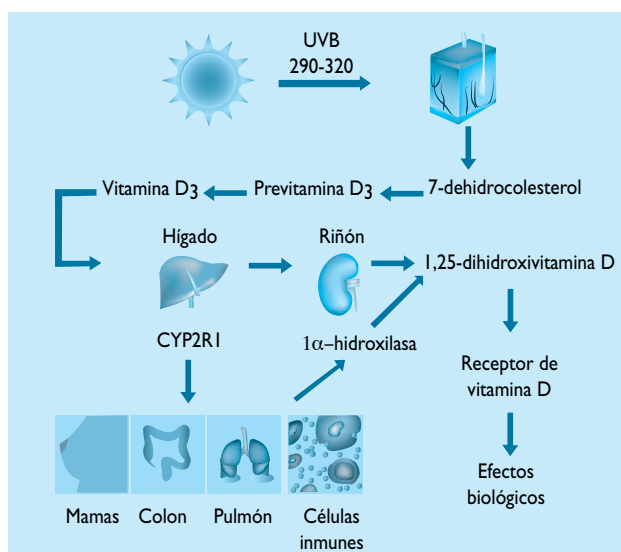 UVB
290-320
7-dehidrocolesterol
Previtamina D3
Vitamina D3
Hígado
Riñón
1,25-dihidroxivitamina D
CYP2R1
1α–hidroxilasa
Receptor de
vitamina D
Efectos
biológicos
Mamas
Colon
Pulmón
Células
inmunes